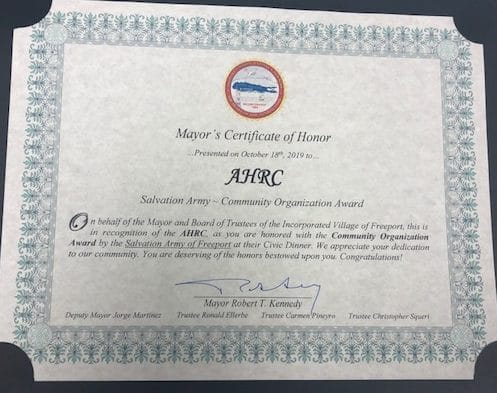 Mayor's Certificate of Honor
...Presented on October 18th, 2019 to...
AHRC
Salvation Army ~ Community Organization Award
On behalf of the Mayor and Board of Trustees of the Incorporated Village of Freeport, this is
in recognition of the AHRC, as you are honored with the Community Organization
Award by the Salvation Army of Freeport at their Civic Dinner. We appreciate your dedication
to our community. You are deserving of the honors bestowed upon you. Congratulations!
Mayor Robert T. Kennedy
Deputy Mayor Jorge Martinez Trustee Ronald Ellerbe Trustee Carmen Pineyro Trustee Christopher Squeri